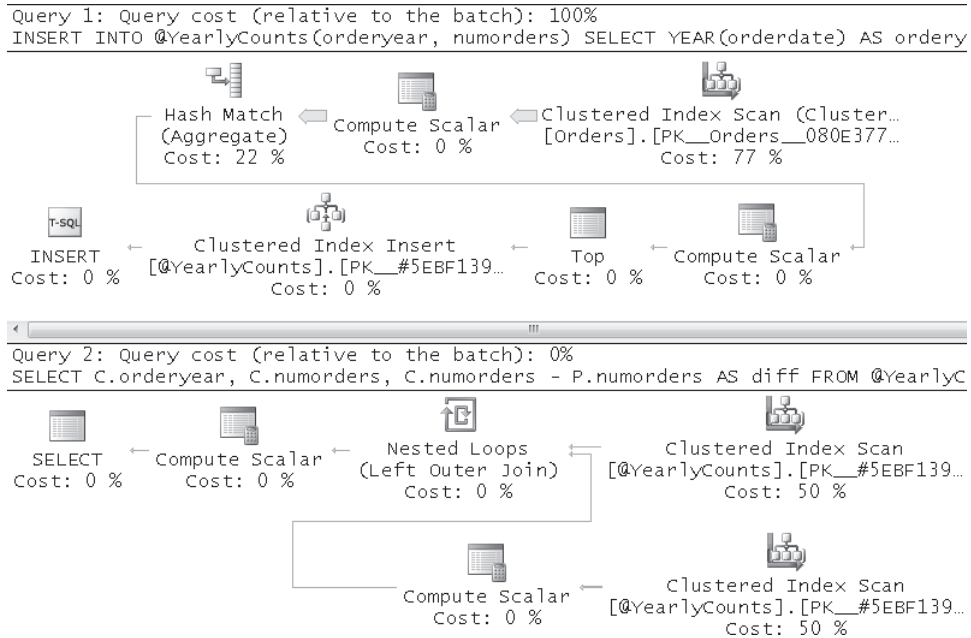 Query 1: Query cost (relative to the batch): 100%
INSERT INTO @YearlyCounts(orderyear, numorders) SELECT YEAR(orderdate) AS ordery
Hash Match
(Aggregate)
Cost: 22 %
Compute Scalar
Cost: 0 %
Clustered Index Scan (Cluster…
[Orders].[PK__Orders__080E377…
Cost: 77 %
T-SQL
INSERT
Cost: 0 %
Clustered Index Insert
[@YearlyCounts].[PK__#5EBF139…
Cost: 0 %
Top
Cost: 0 %
Compute Scalar
Cost: 0 %
Query 2: Query cost (relative to the batch): 0%
SELECT C.orderyear, C.numorders, C.numorders - P.numorders AS diff FROM @YearlyC
SELECT
Cost: 0 %
Compute Scalar
Cost: 0 %
Nested Loops
(Left Outer Join)
Cost: 0 %
Clustered Index Scan
[@YearlyCounts].[PK__#5EBF139…
Cost: 50 %
Compute Scalar
Cost: 0 %
Clustered Index Scan
[@YearlyCounts].[PK__#5EBF139…
Cost: 50 %